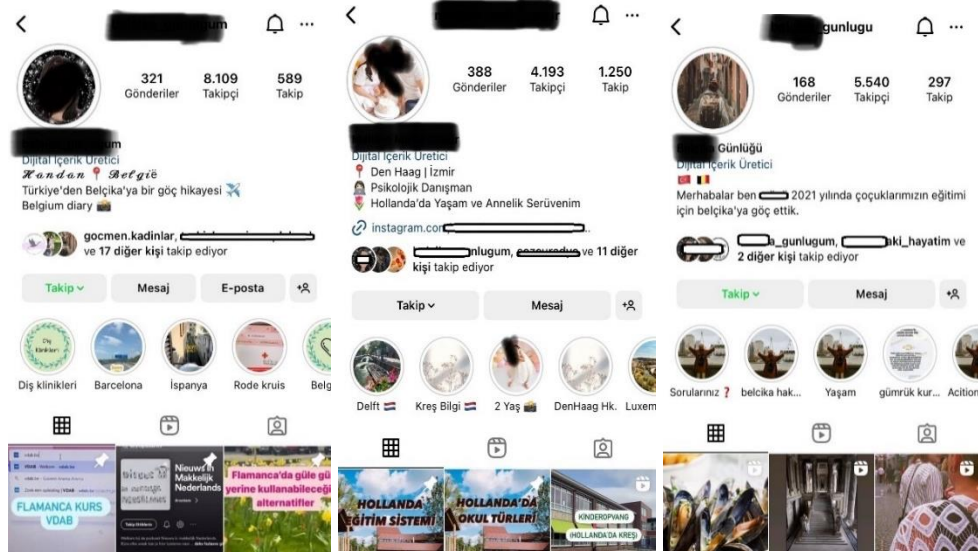 321
8.109
589
Gönderiler
Takipçi
Takip
Dijital İçerik Üretici
Handan 📍 België
Türkiye'den Belçika'ya bir göç hikayesi ✈️
Belgium diary 📸
gocmen.kadinlar,
ve 17 diğer kişi takip ediyor
Takip
Mesaj
E-posta
Diş Klinikleri
Diş klinikleri
Barcelona
İspanya
Rode kruis
Belg
FLAMANCA KURS
VDAB
Nieuws in
Makkelijk
Nederlands
Flamanca'da güle gü
yerine kullanabileceği
alternatifler
388
4.193
1.250
Gönderiler
Takipçi
Takip
Dijital İçerik Üretici
📍 Den Haag | İzmir
Psikolojik Danışman
🌷 Hollanda'da Yaşam ve Annelik Serüvenim
instagram.com
nlugum, ve 11 diğer
kişi takip ediyor
Takip
Mesaj
Delft 🇳🇱
Kreş Bilgi 🇳🇱
2 Yaş 📸
DenHaag Hk.
Luxem
HOLLANDA
EĞİTİM SİSTEMİ
HOLLANDA'DA
OKUL TÜRLERİ
KINDEROPVANG
(HOLLANDA'DA KREŞ)
gunlugu
168
5.540
297
Gönderiler
Takipçi
Takip
Günlüğü
Dijital İçerik Üretici
🇹🇷 🇧🇪
Merhabalar ben 2021 yılında çocuklarımızın eğitimi
için belçika'ya göç ettik.
a_gunlugum, aki_hayatim ve
2 diğer kişi takip ediyor
Takip
Mesaj
Sorularınız ❓
belcika hak...
Yaşam
gümrük kur...
Acition